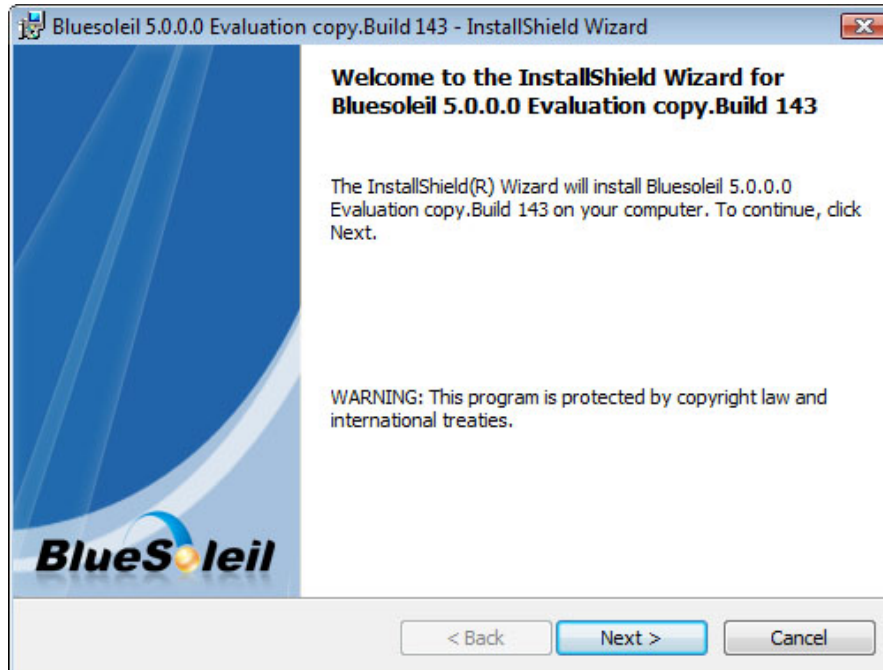 Bluesoleil 5.0.0.0 Evaluation copy.Build 143 - InstallShield Wizard
Welcome to the InstallShield Wizard for
Bluesoleil 5.0.0.0 Evaluation copy.Build 143
The InstallShield(R) Wizard will install Bluesoleil 5.0.0.0
Evaluation copy.Build 143 on your computer. To continue, click
Next.
WARNING: This program is protected by copyright law and
international treaties.
BlueSoleil
< Back
Next >
Cancel